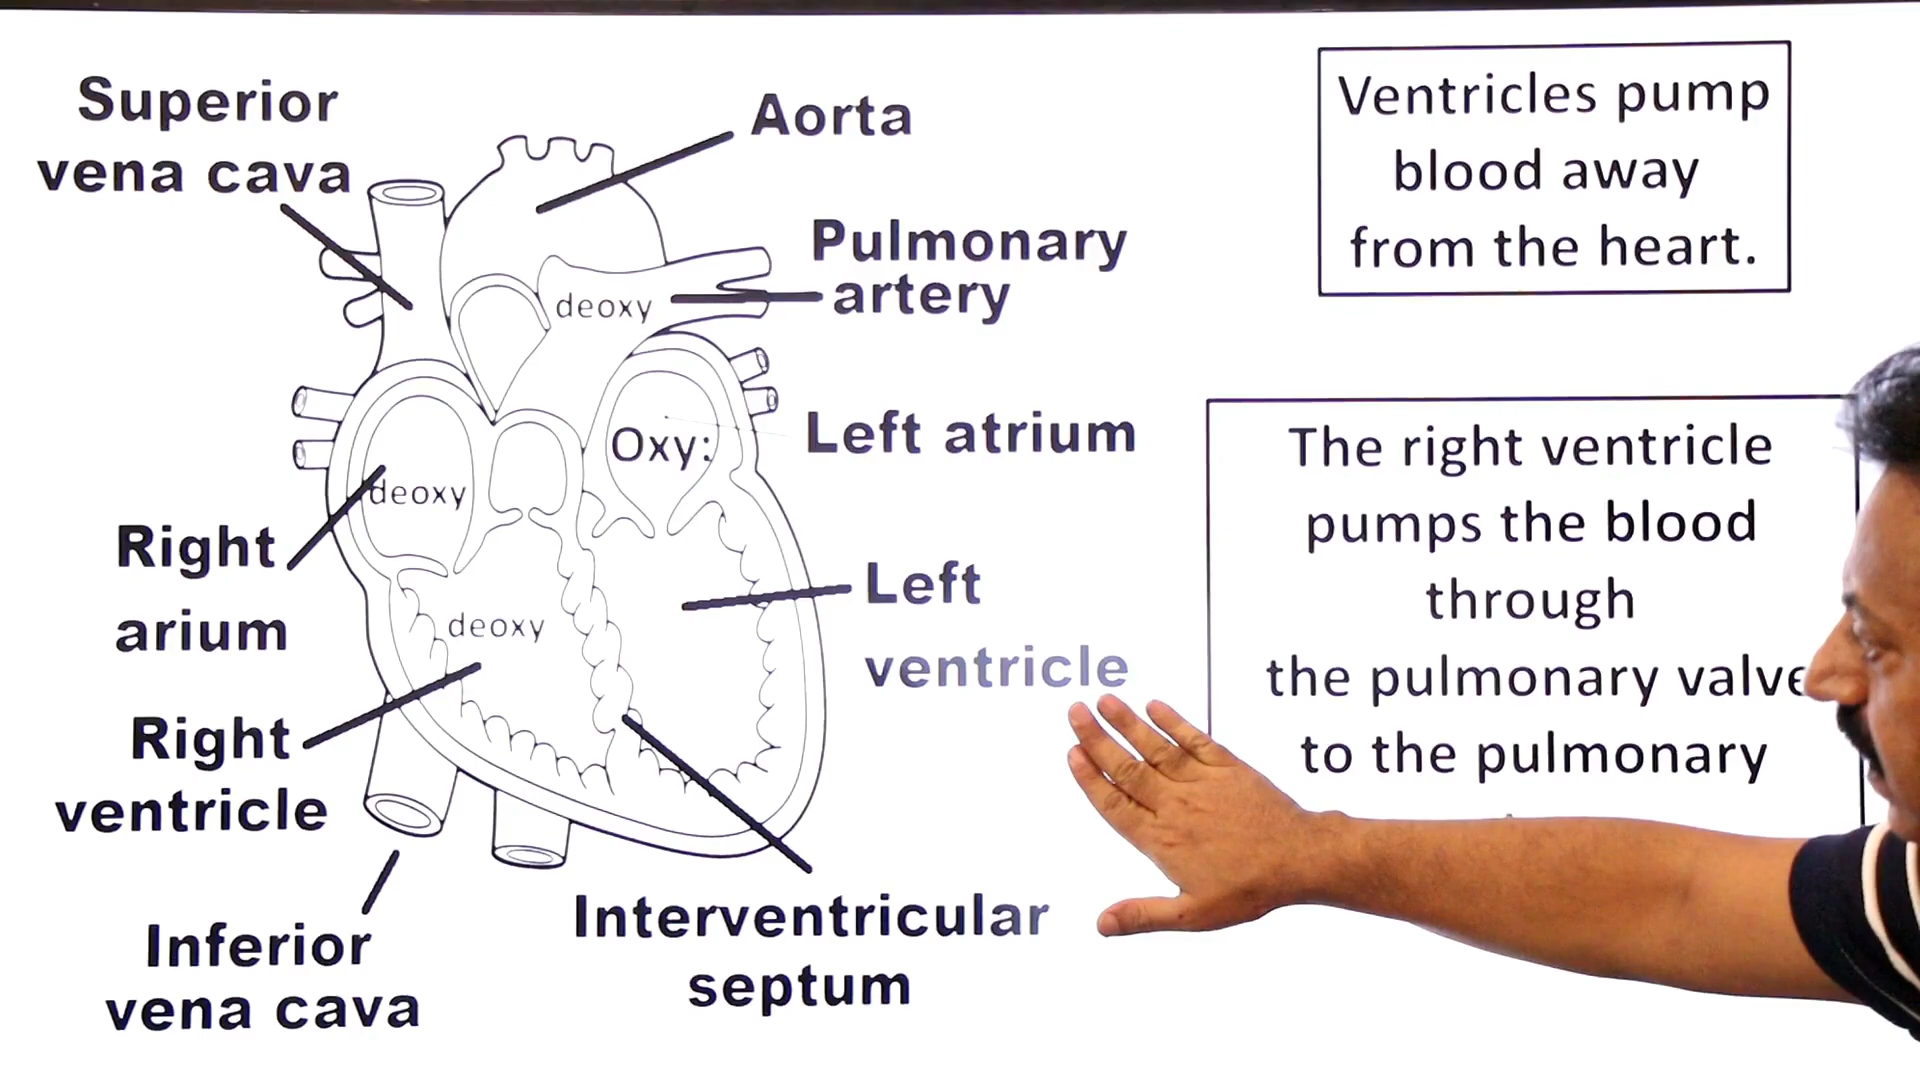 Superior
vena cava
Aorta
Pulmonary
artery
deoxy
Oxy:
Left atrium
deoxy
Right
arium
Left
ventricle
deoxy
Right
ventricle
Inferior
vena cava
Interventricular
septum
Ventricles pump
blood away
from the heart.
The right ventricle
pumps the blood
through
the pulmonary valve
to the pulmonary